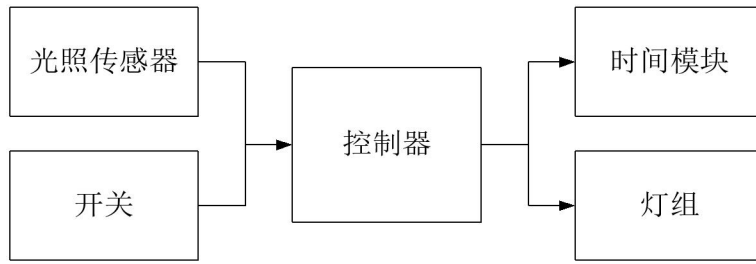 光照传感器
开关
控制器
时间模块
灯组